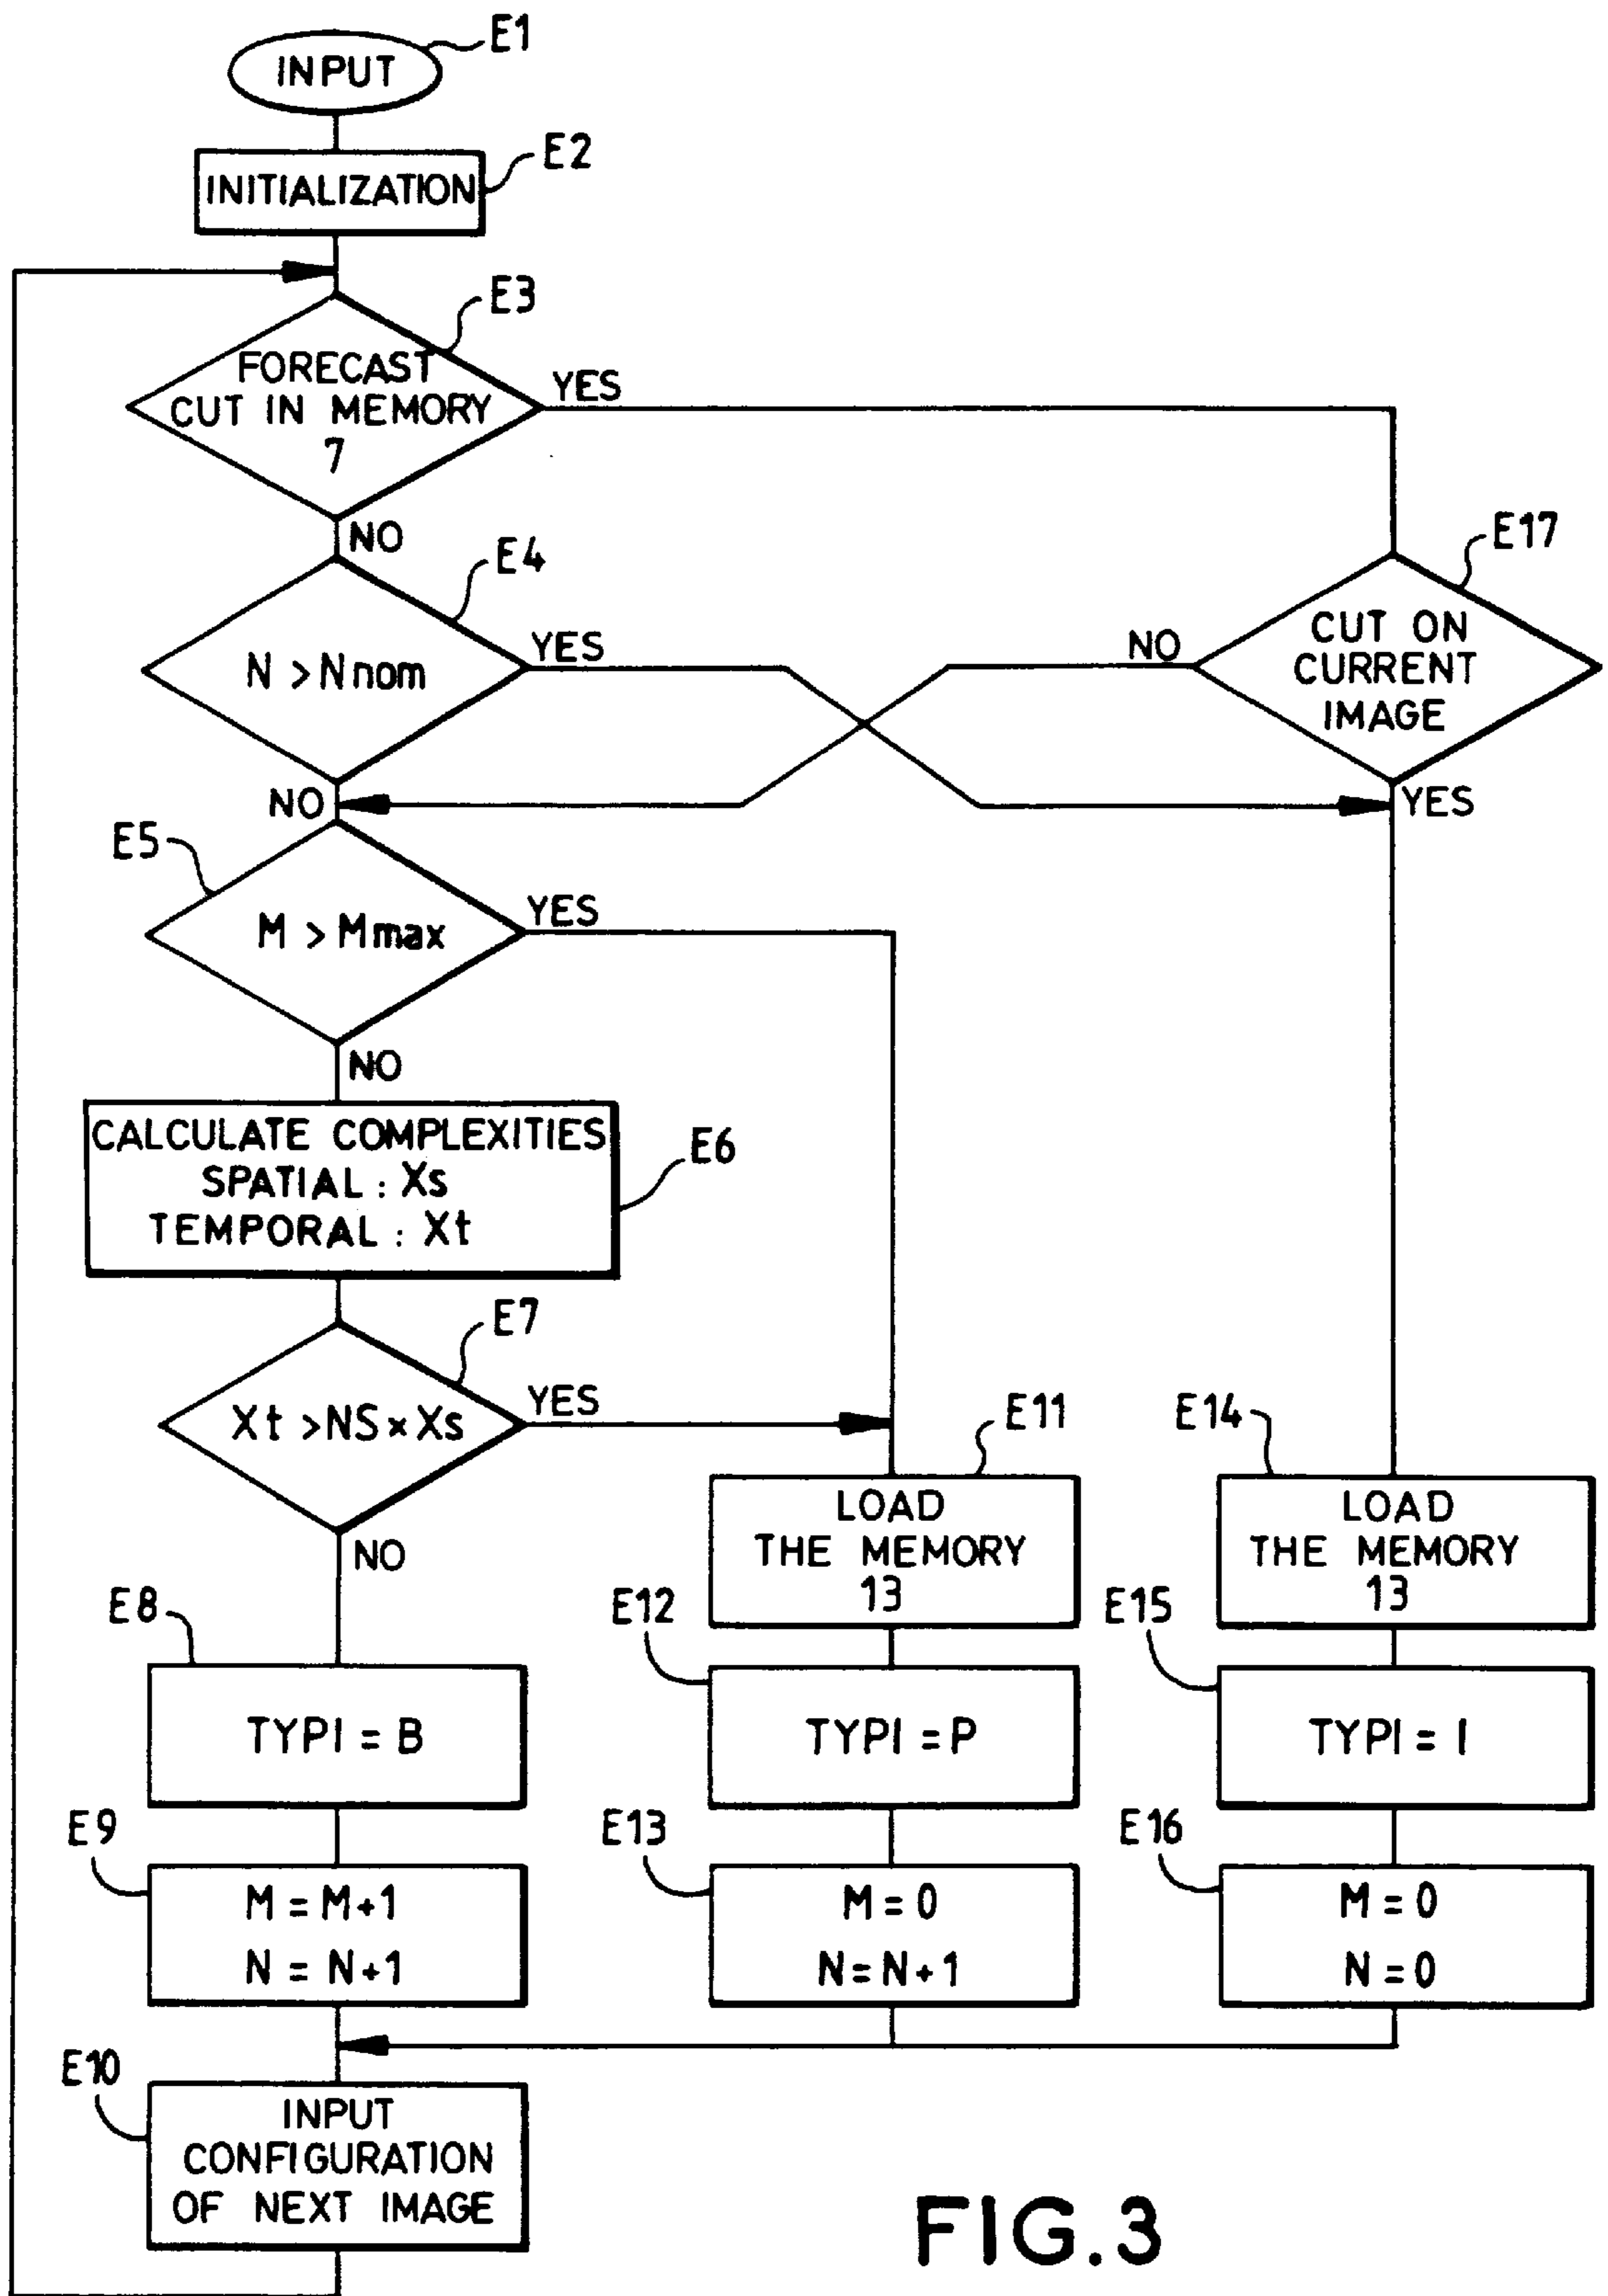 E1
INPUT
E2
INITIALIZATION
E3
FORECAST
CUT IN MEMORY
7
YES
NO
E4
N > Nnom
YES
NO
E17
CUT ON
CURRENT
IMAGE
NO
YES
E5
M > Mmax
YES
NO
CALCULATE COMPLEXITIES
SPATIAL : Xs
TEMPORAL : Xt
E6
E7
Xt > NS × Xs
YES
NO
E11
LOAD
THE MEMORY
13
E14
LOAD
THE MEMORY
13
E8
TYPI = B
E12
TYPI = P
E15
TYPI = I
E9
M = M+1
N = N+1
E13
M = 0
N = N+1
E16
M = 0
N = 0
E10
INPUT
CONFIGURATION
OF NEXT IMAGE
FIG.3